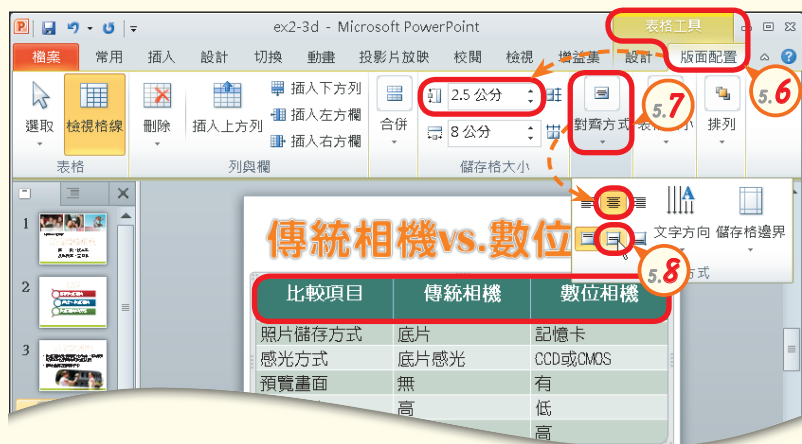 ex2-3d - Microsoft PowerPoint
表格工具
檔案 常用 插入 設計 切換 動畫 投影片放映 校閱 檢視 增益集 設計 版面配置
5.6
選取
檢視格線
表格
刪除
插入上方列
插入下方列
插入左方欄
插入右方欄
列與欄
合併
2.5 公分
8 公分
儲存格大小
對齊方式
5.7
排列
文字方向
儲存格邊界
5.8
方式
1
2
3
傳統相機vs.數位
比較項目 傳統相機 數位相機
照片儲存方式 底片 記憶卡
感光方式 底片感光 CCD或CMOS
預覽畫面 無 有
高 低
高